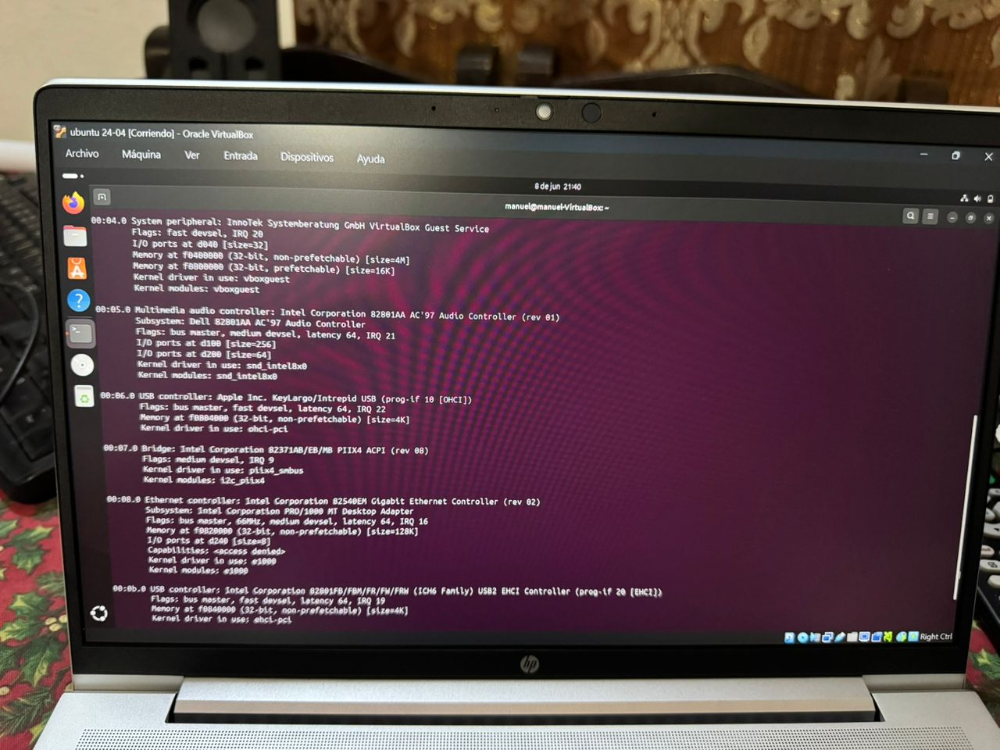 ubuntu 24-04 [Corriendo] - Oracle VirtualBox
Archivo Máquina Ver Entrada Dispositivos Ayuda
8 de jun 21:40
manuel@manuel-VirtualBox: ~
00:04.0 System peripheral: InnoTek Systemberatung GmbH VirtualBox Guest Service
Flags: fast devsel, IRQ 20
I/O ports at d040 [size=32]
Memory at f0400000 (32-bit, non-prefetchable) [size=4M]
Memory at f0800000 (32-bit, prefetchable) [size=16K]
Kernel driver in use: vboxguest
Kernel modules: vboxguest
00:05.0 Multimedia audio controller: Intel Corporation 82801AA AC'97 Audio Controller (rev 01)
Subsystem: Dell 82801AA AC'97 Audio Controller
Flags: bus master, medium devsel, latency 64, IRQ 21
I/O ports at d100 [size=256]
I/O ports at d200 [size=64]
Kernel driver in use: snd_intel8x0
Kernel modules: snd_intel8x0
00:06.0 USB controller: Apple Inc. KeyLargo/Intrepid USB (prog-if 10 [OHCI])
Flags: bus master, fast devsel, latency 64, IRQ 22
Memory at f0804000 (32-bit, non-prefetchable) [size=4K]
Kernel driver in use: ohci-pci
00:07.0 Bridge: Intel Corporation 82371AB/EB/MB PIIX4 ACPI (rev 08)
Flags: medium devsel, IRQ 9
Kernel driver in use: piix4_smbus
Kernel modules: i2c_piix4
00:08.0 Ethernet controller: Intel Corporation 82540EM Gigabit Ethernet Controller (rev 02)
Subsystem: Intel Corporation PRO/1000 MT Desktop Adapter
Flags: bus master, 66MHz, medium devsel, latency 64, IRQ 16
Memory at f0820000 (32-bit, non-prefetchable) [size=128K]
I/O ports at d240 [size=8]
Capabilities: <access denied>
Kernel driver in use: e1000
Kernel modules: e1000
00:0b.0 USB controller: Intel Corporation 82801FB/FBM/FR/FW/FRW (ICH6 Family) USB2 EHCI Controller (prog-if 20 [EHCI])
Flags: bus master, fast devsel, latency 64, IRQ 19
Memory at f0840000 (32-bit, non-prefetchable) [size=4K]
Kernel driver in use: ehci-pci
Right Ctrl
hp